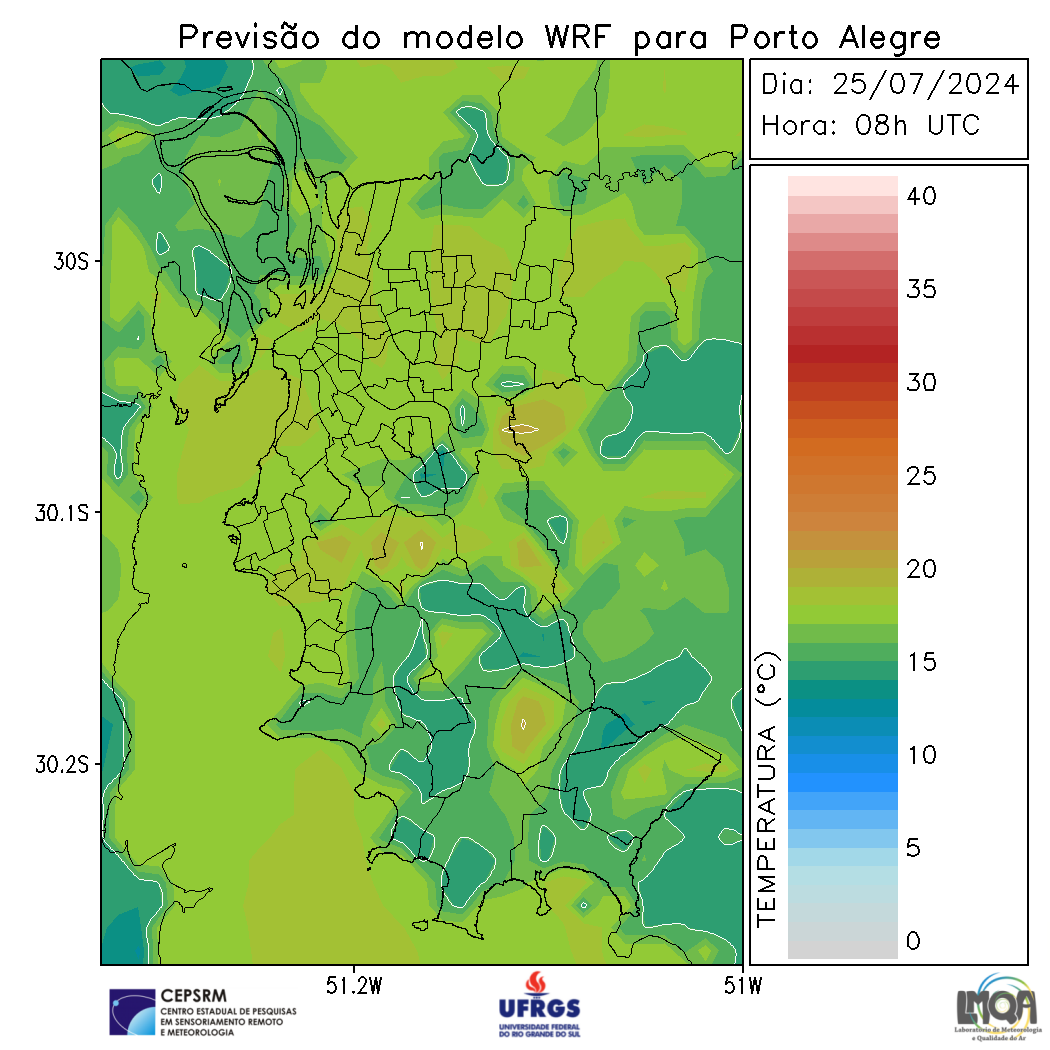 Previsão do modelo WRF para Porto Alegre
Dia: 25/07/2024
Hora: 08h UTC
40
35
30
25
20
15
10
5
0
TEMPERATURA (°C)
30S
30.1S
30.2S
51.2W
51W
CEPSRM
CENTRO ESTADUAL DE PESQUISAS
EM SENSORIAMENTO REMOTO
E METEOROLOGIA
UFRGS
UNIVERSIDADE FEDERAL
DO RIO GRANDE DO SUL
LMQA
Laboratório de Meteorologia
e Qualidade do Ar